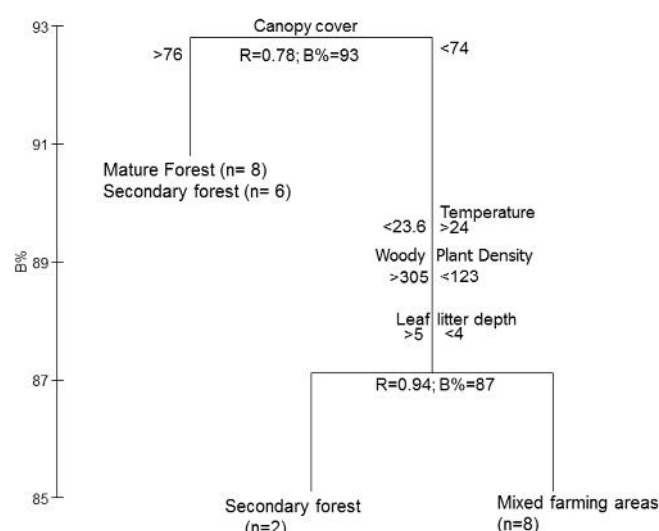 93
Canopy cover
>76
R=0.78; B%=93
<74
91
Mature Forest (n= 8)
Secondary forest (n= 6)
Temperature
<23.6 >24
B%
89
Woody Plant Density
>305 <123
Leaf litter depth
>5 <4
87
R=0.94; B%=87
85
Secondary forest
(n=2)
Mixed farming areas
(n=8)